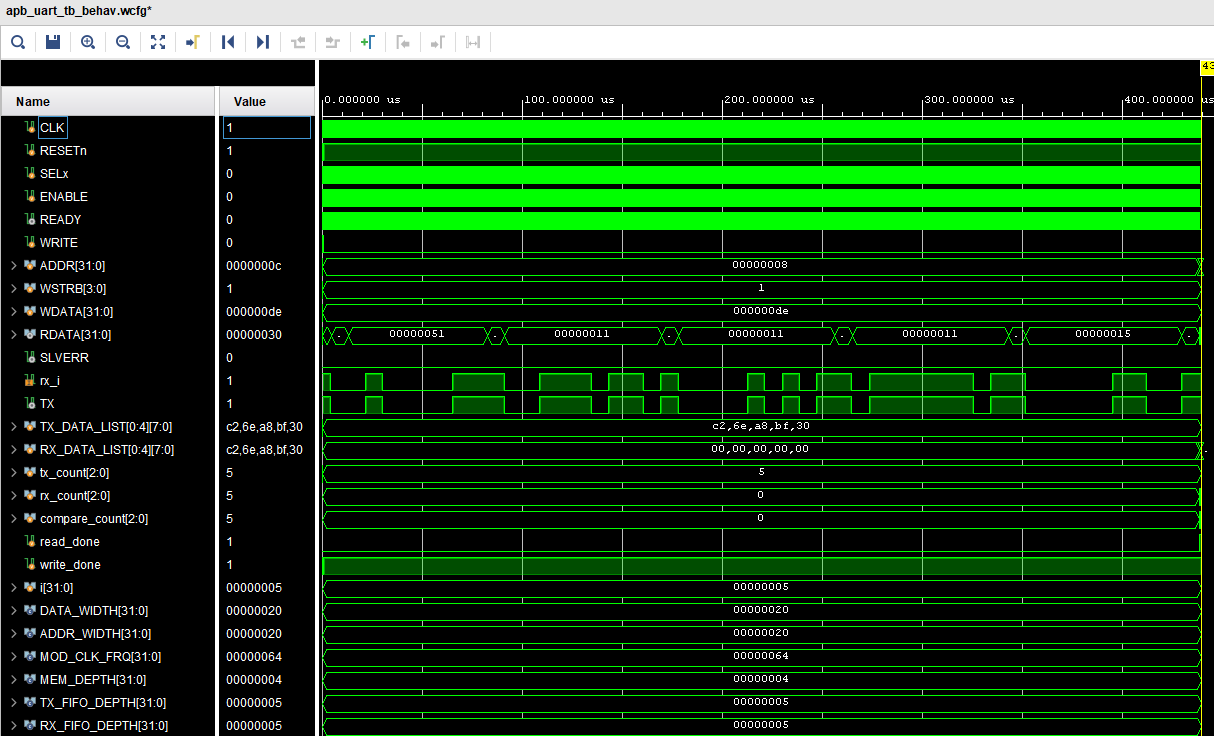 apb_uart_tb_behav.wcfg*
43
Name Value
0.000000 us 100.000000 us 200.000000 us 300.000000 us 400.000000 us
CLK 1
RESETn 1
SELx 0
ENABLE 0
READY 0
WRITE 0
ADDR[31:0] 0000000c 00000008
WSTRB[3:0] 1 1
WDATA[31:0] 000000de 000000de
RDATA[31:0] 00000030 . 00000051 . 00000011 . 00000011 . 00000011 . 00000015 .
SLVERR 0
rx_i 1
TX 1
TX_DATA_LIST[0:4][7:0] c2,6e,a8,bf,30 c2,6e,a8,bf,30
RX_DATA_LIST[0:4][7:0] c2,6e,a8,bf,30 00,00,00,00,00 .
tx_count[2:0] 5 5
rx_count[2:0] 5 0
compare_count[2:0] 5 0
read_done 1
write_done 1
i[31:0] 00000005 00000005
DATA_WIDTH[31:0] 00000020 00000020
ADDR_WIDTH[31:0] 00000020 00000020
MOD_CLK_FRQ[31:0] 00000064 00000064
MEM_DEPTH[31:0] 00000004 00000004
TX_FIFO_DEPTH[31:0] 00000005 00000005
RX_FIFO_DEPTH[31:0] 00000005 00000005